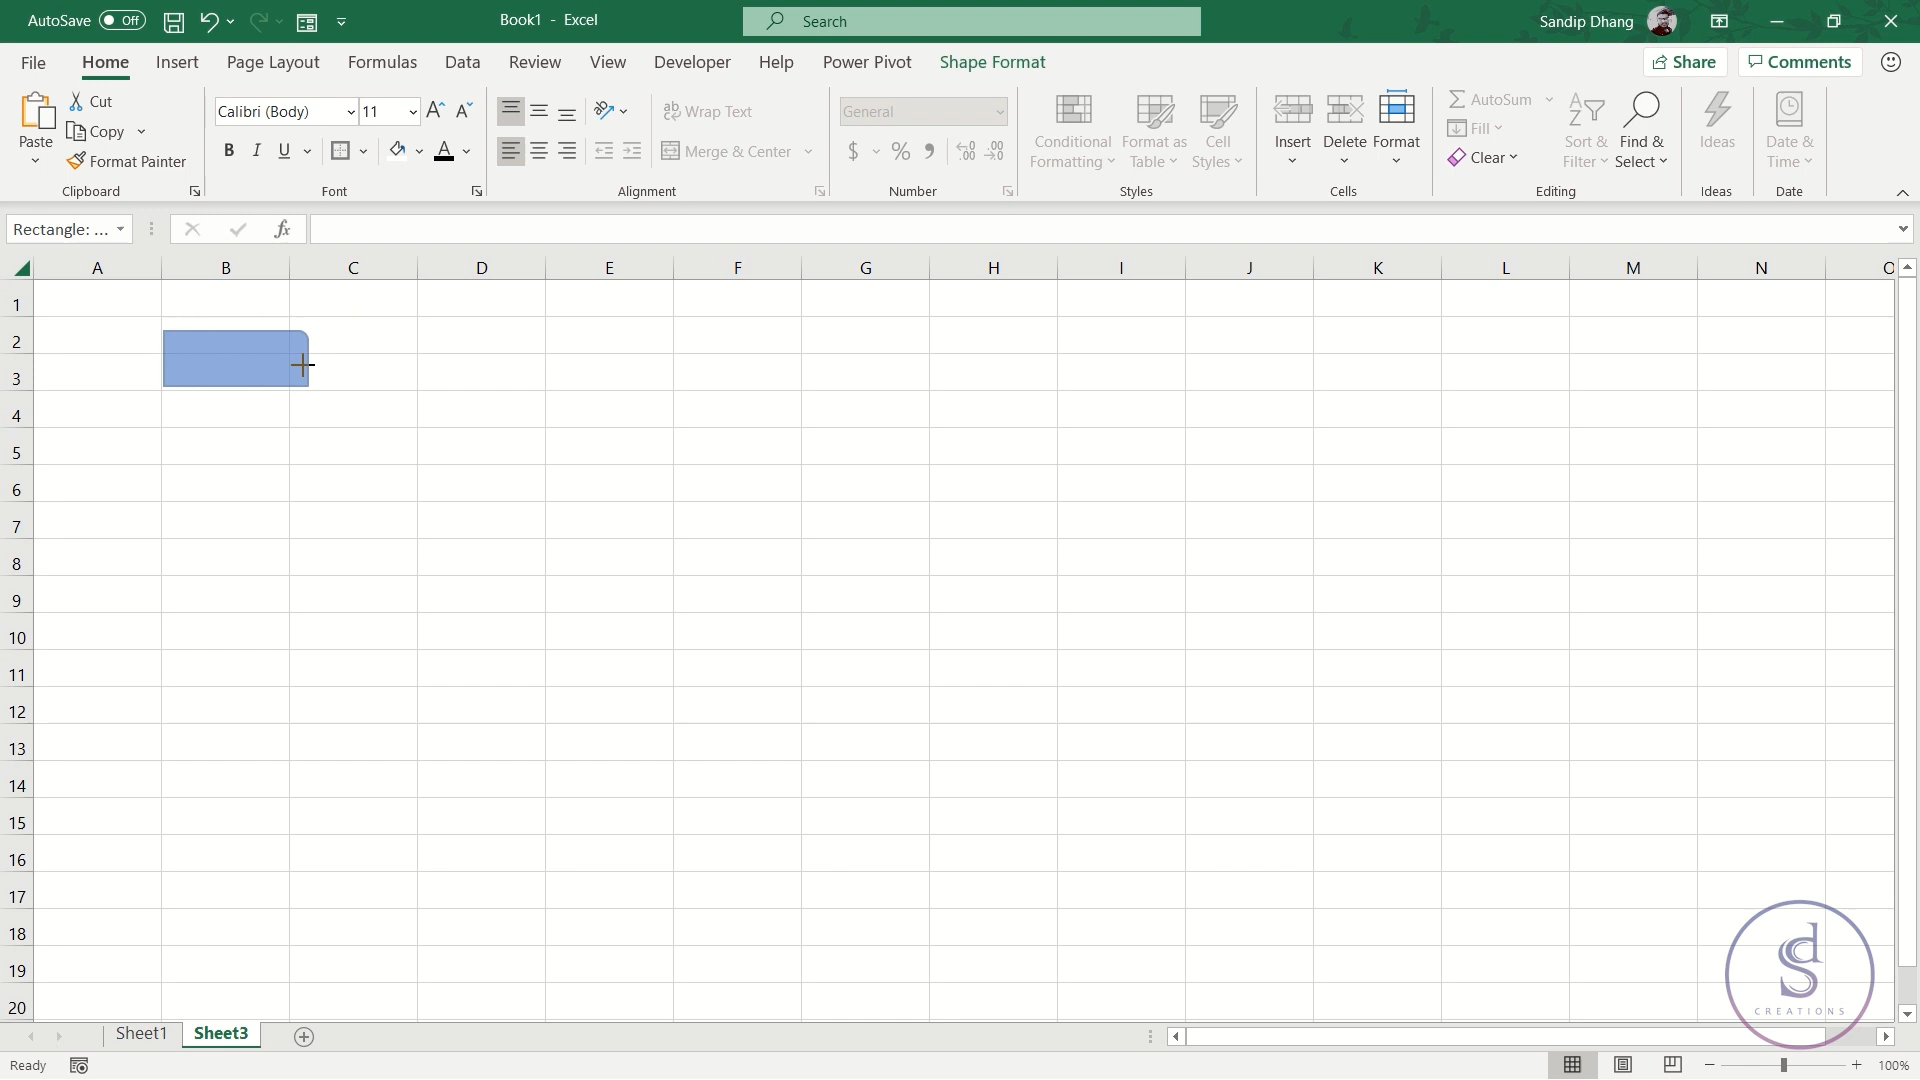 AutoSave Off Book1 - Excel Search Sandip Dhang
File Home Insert Page Layout Formulas Data Review View Developer Help Power Pivot Shape Format Share Comments
Paste Cut Copy Format Painter Clipboard
Calibri (Body) 11 B I U A Font
ab Wrap Text Merge & Center Alignment
General $ % Number
Conditional Formatting Format as Table Cell Styles Styles
Insert Delete Format Cells
AutoSum Fill Clear Sort & Filter Find & Select Editing
Ideas Ideas
Date & Time Date
Rectangle: ... fx
A B C D E F G H I J K L M N O
1
2
3
4
5
6
7
8
9
10
11
12
13
14
15
16
17
18
19
20
CREATIONS
Sheet1 Sheet3
Ready 100%